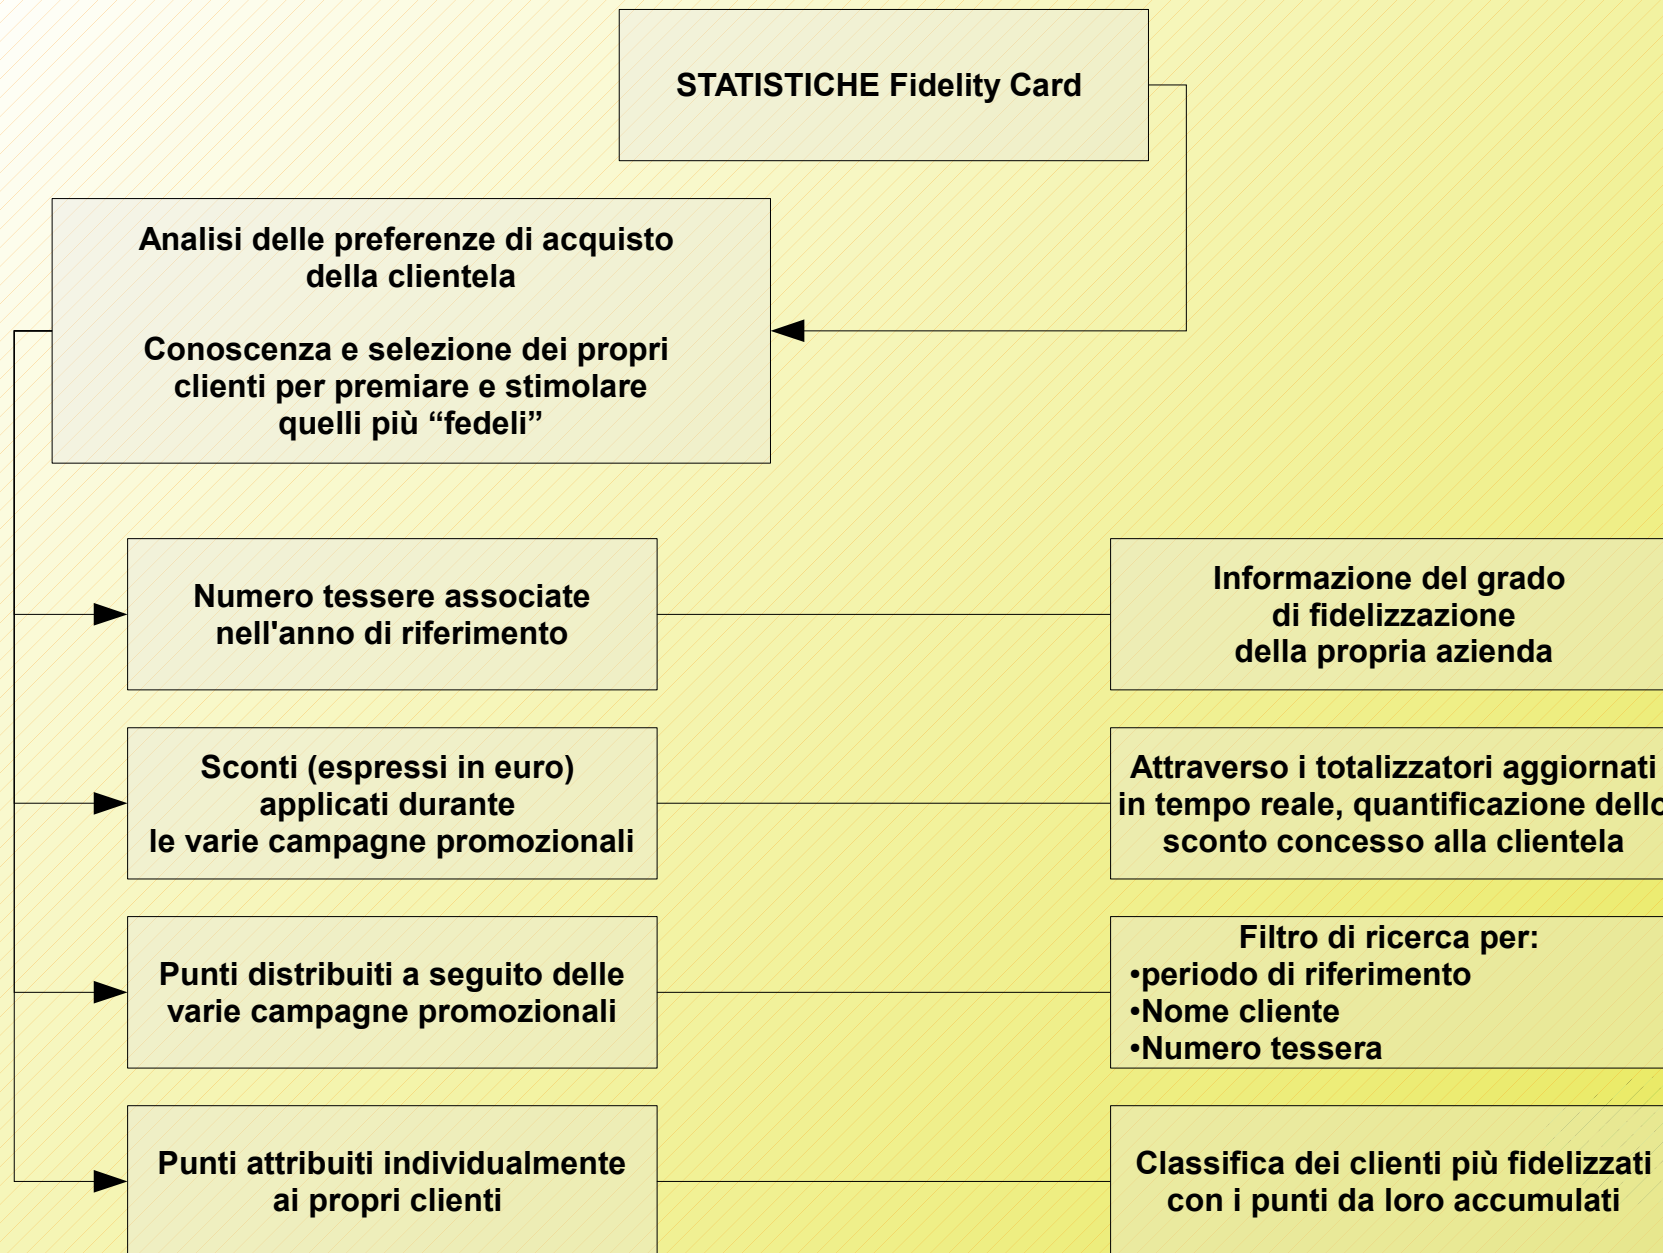 STATISTICHE Fidelity Card
Analisi delle preferenze di acquisto
della clientela
Conoscenza e selezione dei propri
clienti per premiare e stimolare
quelli più “fedeli”
Numero tessere associate
nell'anno di riferimento
Informazione del grado
di fidelizzazione
della propria azienda
Sconti (espressi in euro)
applicati durante
le varie campagne promozionali
Attraverso i totalizzatori aggiornati
in tempo reale, quantificazione dello
sconto concesso alla clientela
Punti distribuiti a seguito delle
varie campagne promozionali
Filtro di ricerca per:
•periodo di riferimento
•Nome cliente
•Numero tessera
Punti attribuiti individualmente
ai propri clienti
Classifica dei clienti più fidelizzati
con i punti da loro accumulati